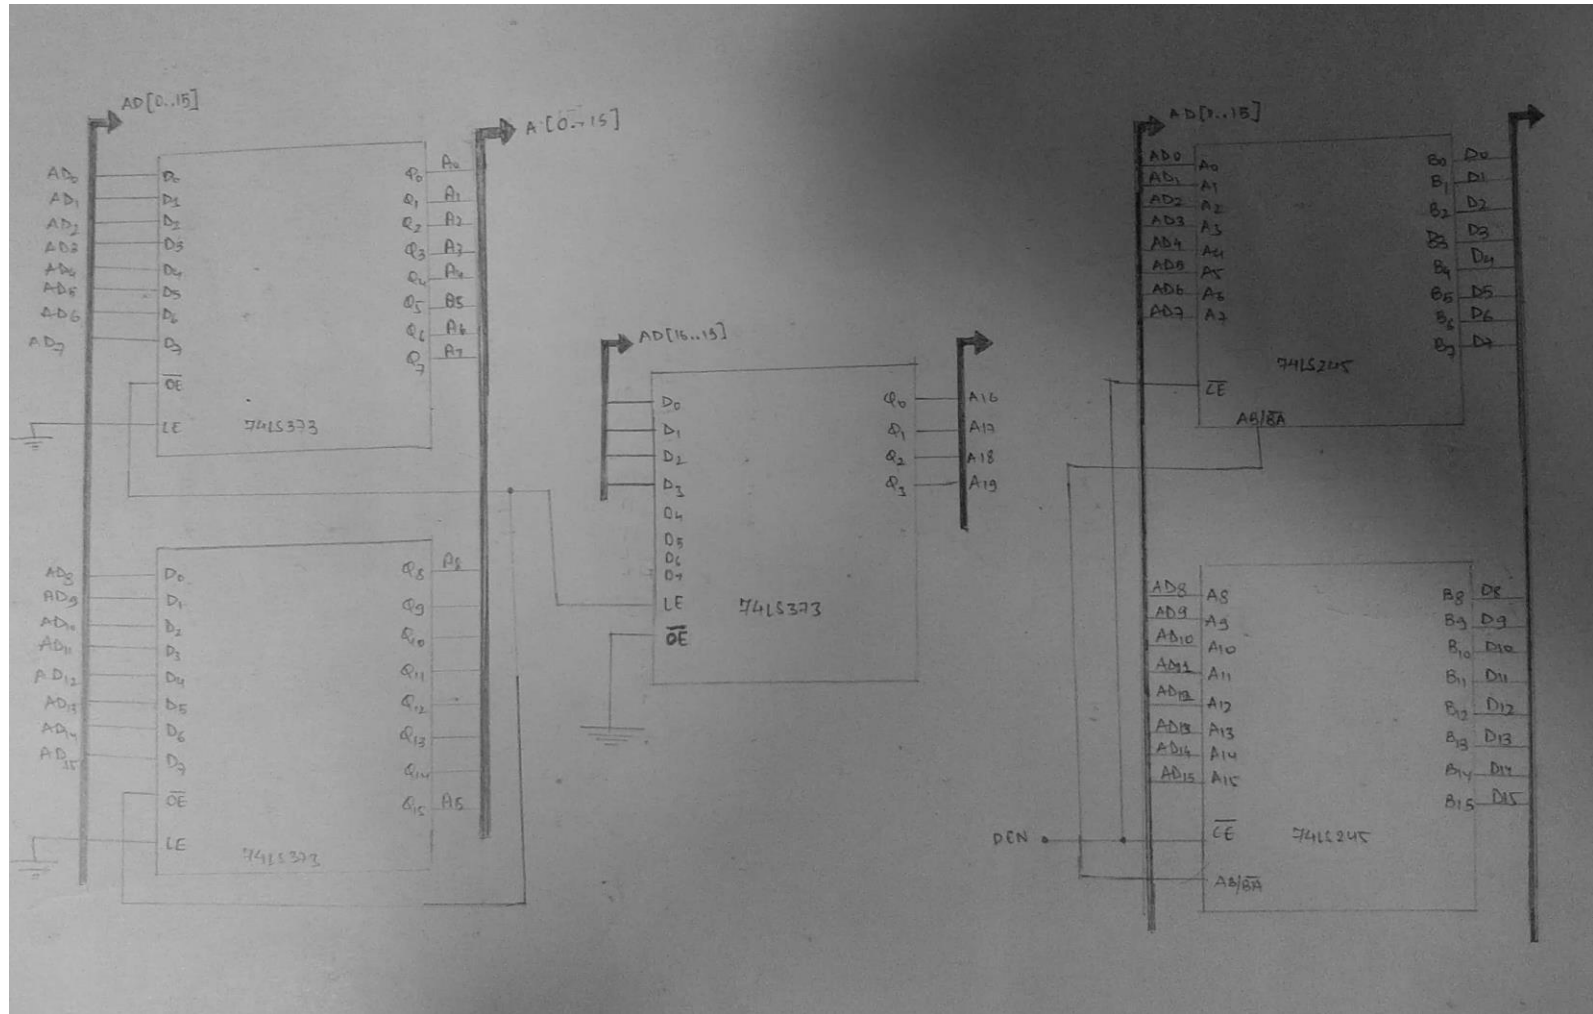 AD[0..15]
AD0
AD1
AD2
AD3
AD4
AD5
AD6
AD7
D0
D1
D2
D3
D4
D5
D6
D7
OE
LE
74LS373
Q0
Q1
Q2
Q3
Q4
Q5
Q6
Q7
A0
A1
A2
A3
A4
A5
A6
A7
A[0..15]
AD8
AD9
AD10
AD11
AD12
AD13
AD14
AD15
D0
D1
D2
D3
D4
D5
D6
D7
OE
LE
74LS373
Q8
Q9
Q10
Q11
Q12
Q13
Q14
Q15
A8
A5
AD[16..19]
D0
D1
D2
D3
D4
D5
D6
D7
LE
OE
74LS373
Q0
Q1
Q2
Q3
A16
A17
A18
A19
AD[0..15]
AD0
AD1
AD2
AD3
AD4
AD5
AD6
AD7
A0
A1
A2
A3
A4
A5
A6
A7
CE
AB/BA
74LS245
B0
B1
B2
B3
B4
B5
B6
B7
D0
D1
D2
D3
D4
D5
D6
D7
AD8
AD9
AD10
AD11
AD12
AD13
AD14
AD15
A8
A9
A10
A11
A12
A13
A14
A15
DEN
CE
AB/BA
74LS245
B8
B9
B10
B11
B12
B13
B14
B15
D8
D9
D10
D11
D12
D13
D14
D15